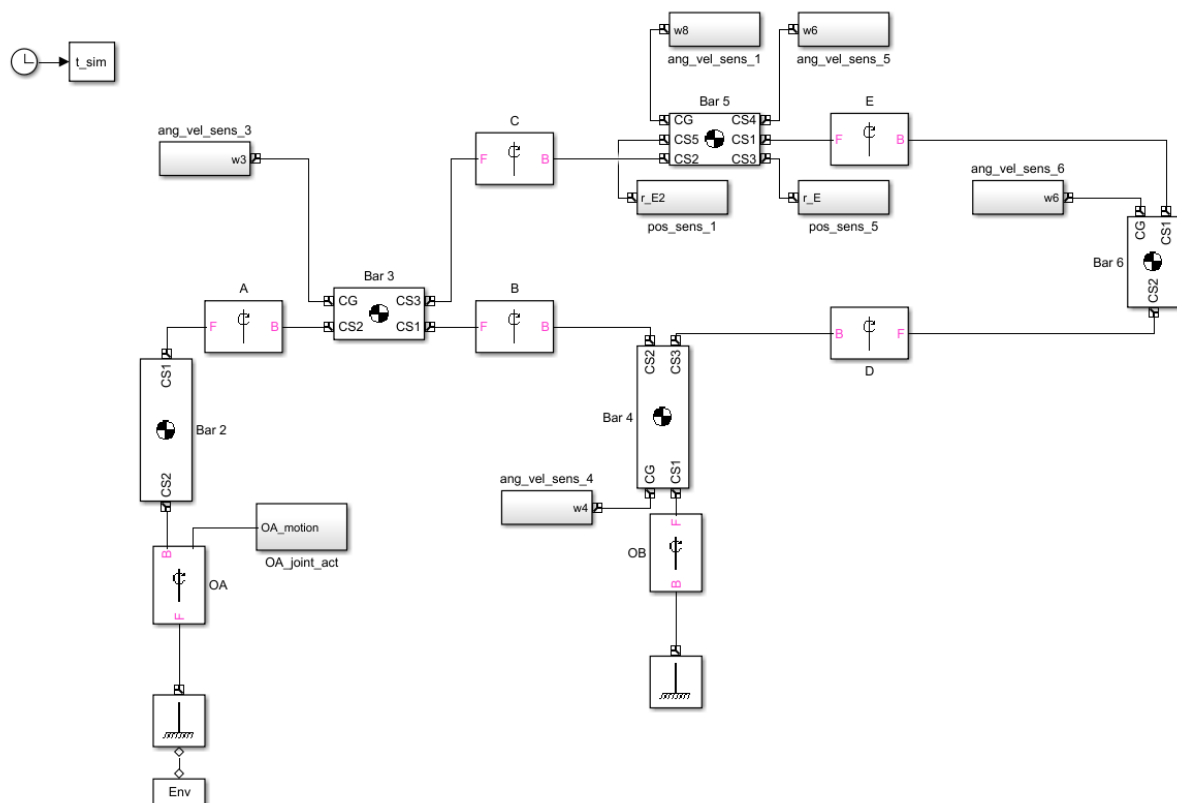 t_sim
w8
ang_vel_sens_1
w6
ang_vel_sens_5
Bar 5
CG
CS5
CS2
CS4
CS1
CS3
r_E2
pos_sens_1
r_E
pos_sens_5
C
F
B
E
F
B
ang_vel_sens_3
w3
ang_vel_sens_6
w6
Bar 6
CG
CS1
CS2
Bar 3
CG
CS2
CS3
CS1
A
F
B
B
F
B
B
F
D
Bar 2
CS1
CS2
Bar 4
CS2
CS3
CG
CS1
ang_vel_sens_4
w4
OA_motion
OA_joint_act
B
F
OA
F
B
OB
Env